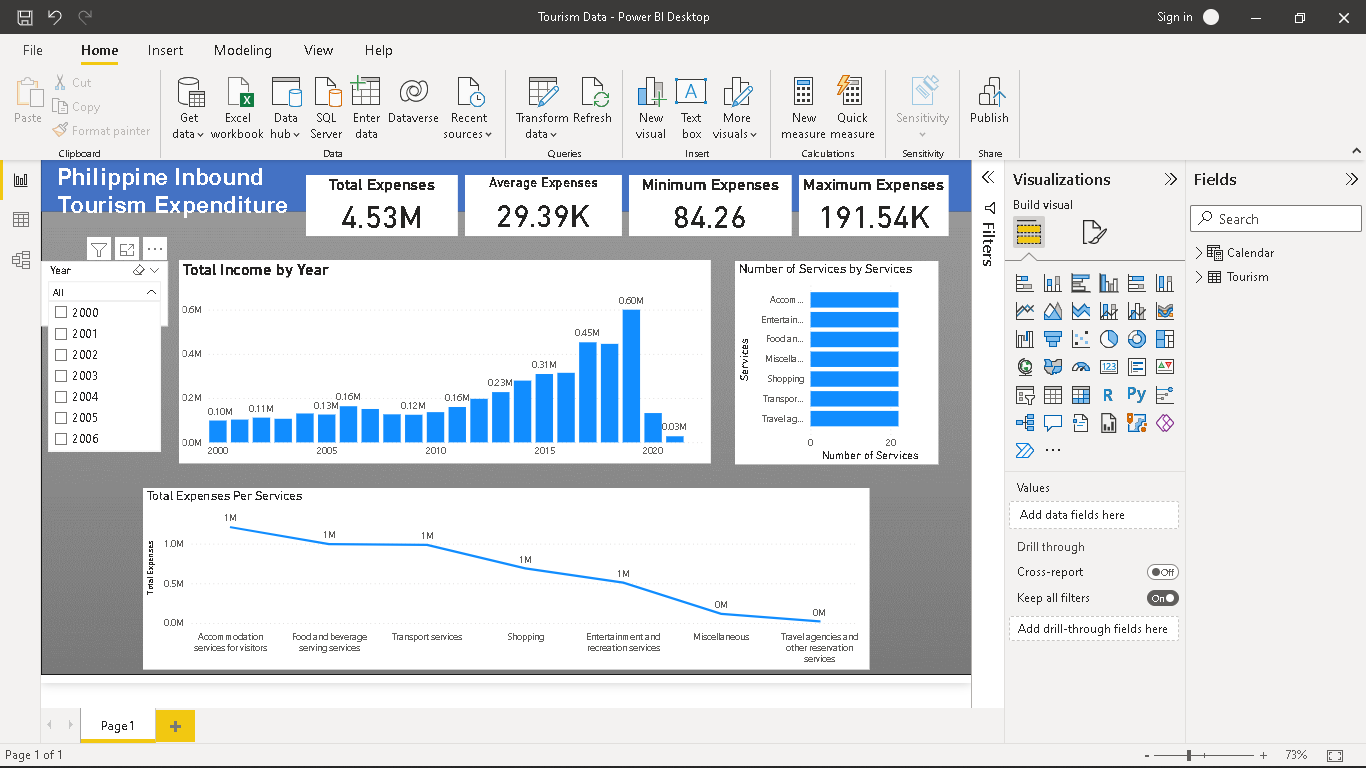 Tourism Data - Power BI Desktop
Sign in
File Home Insert Modeling View Help
Paste
Cut
Copy
Format painter
Clipboard
Get data
Excel workbook
Data hub
SQL Server
Enter data
Dataverse
Recent sources
Data
Transform data
Refresh
Queries
New visual
Text box
More visuals
Insert
New measure
Quick measure
Calculations
Sensitivity
Sensitivity
Publish
Share
Philippine Inbound
Tourism Expenditure
Total Expenses
4.53M
Average Expenses
29.39K
Minimum Expenses
84.26
Maximum Expenses
191.54K
Year
All
2000
2001
2002
2003
2004
2005
2006
Total Income by Year
0.6M
0.4M
0.2M
0.0M
0.10M
0.11M
0.13M
0.16M
0.12M
0.16M
0.23M
0.31M
0.45M
0.60M
0.03M
2000 2005 2010 2015 2020
Number of Services by Services
Services
Accom...
Entertain...
Food an...
Miscella...
Shopping
Transpor...
Travel ag...
0 20
Number of Services
Total Expenses Per Services
Total Expenses
1.0M
0.5M
0.0M
1M
1M
1M
1M
1M
0M
0M
Accommodation
services for visitors
Food and beverage
serving services
Transport services
Shopping
Entertainment and
recreation services
Miscellaneous
Travel agencies and
other reservation
services
Filters
Visualizations
Build visual
123
R
Py
Values
Add data fields here
Drill through
Cross-report
Off
Keep all filters
On
Add drill-through fields here
Fields
Search
Calendar
Tourism
Page 1
Page 1 of 1
73%